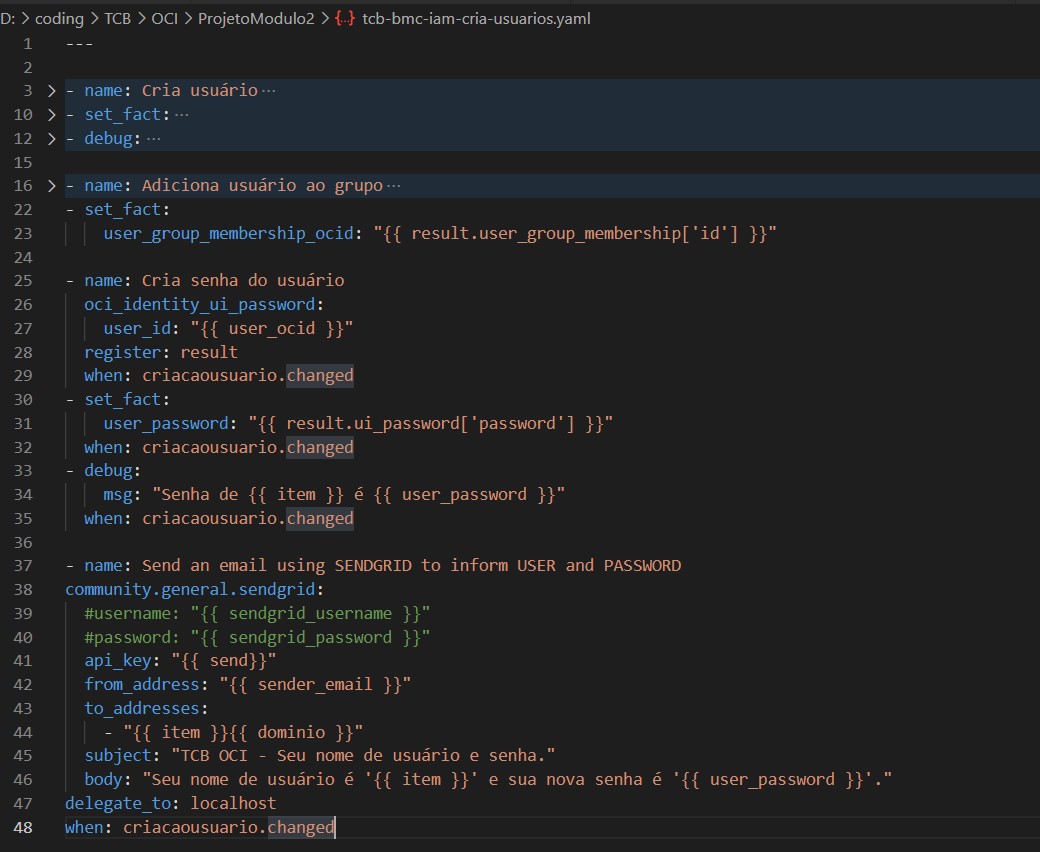 D: > coding > TCB > OCI > ProjetoModulo2 > {..} tcb-bmc-iam-cria-usuarios.yaml
1 ---
2
3 > - name: Cria usuário ···
10 > - set_fact: ···
12 > - debug: ···
15
16 > - name: Adiciona usuário ao grupo ···
22 - set_fact:
23     user_group_membership_ocid: "{{ result.user_group_membership['id'] }}"
24
25 - name: Cria senha do usuário
26   oci_identity_ui_password:
27     user_id: "{{ user_ocid }}"
28   register: result
29   when: criacaousuario.changed
30 - set_fact:
31     user_password: "{{ result.ui_password['password'] }}"
32   when: criacaousuario.changed
33 - debug:
34     msg: "Senha de {{ item }} é {{ user_password }}"
35   when: criacaousuario.changed
36
37 - name: Send an email using SENDGRID to inform USER and PASSWORD
38 community.general.sendgrid:
39   #username: "{{ sendgrid_username }}"
40   #password: "{{ sendgrid_password }}"
41   api_key: "{{ send}}"
42   from_address: "{{ sender_email }}"
43   to_addresses:
44     - "{{ item }}{{ dominio }}"
45   subject: "TCB OCI - Seu nome de usuário e senha."
46   body: "Seu nome de usuário é '{{ item }}' e sua nova senha é '{{ user_password }}'."
47 delegate_to: localhost
48 when: criacaousuario.changed